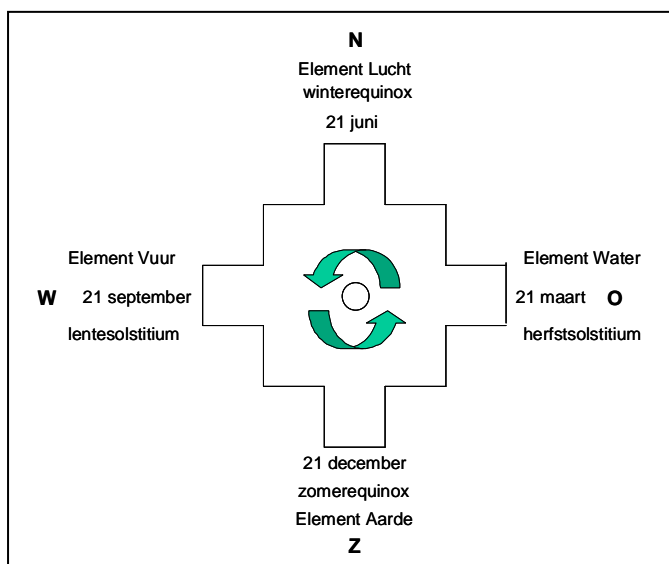 N
Element Lucht
winterequinox
21 juni
Element Vuur
W 21 september
lentesolstitium
Element Water
21 maart O
herfstsolstitium
21 december
zomerequinox
Element Aarde
Z